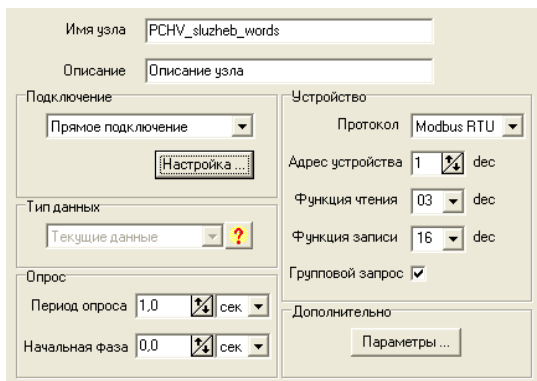 Имя узла PCHV_sluzheb_words
Описание Описание узла
Подключение
Прямое подключение
Настройка ...
Тип данных
Текущие данные ?
Опрос
Период опроса 1,0 сек
Начальная фаза 0,0 сек
Устройство
Протокол Modbus RTU
Адрес устройства 1 dec
Функция чтения 03 dec
Функция записи 16 dec
Групповой запрос
Дополнительно
Параметры ...